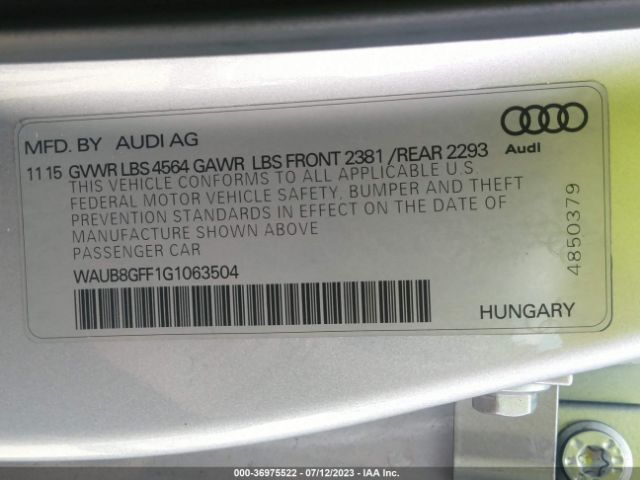 MFD. BY AUDI AG
11 15 GVWR LBS 4564 GAWR LBS FRONT 2381 /REAR 2293
THIS VEHICLE CONFORMS TO ALL APPLICABLE U.S.
FEDERAL MOTOR VEHICLE SAFETY, BUMPER AND THEFT
PREVENTION STANDARDS IN EFFECT ON THE DATE OF
MANUFACTURE SHOWN ABOVE
PASSENGER CAR
WAUB8GFF1G1063504
Audi
4850379
HUNGARY
000-36975522 - 07/12/2023 - IAA Inc.